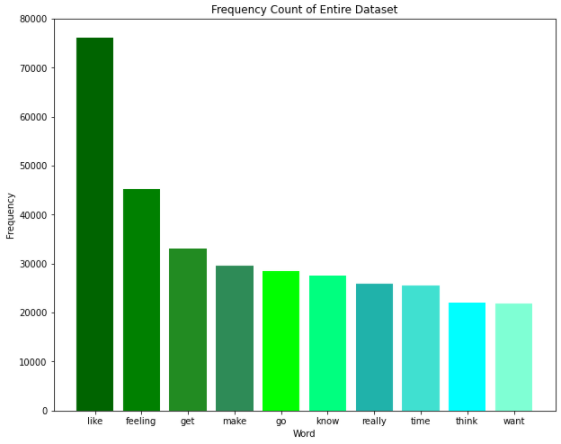 Frequency Count of Entire Dataset
80000
70000
60000
50000
40000
30000
20000
10000
0
Frequency
like feeling get make go know really time think want
Word